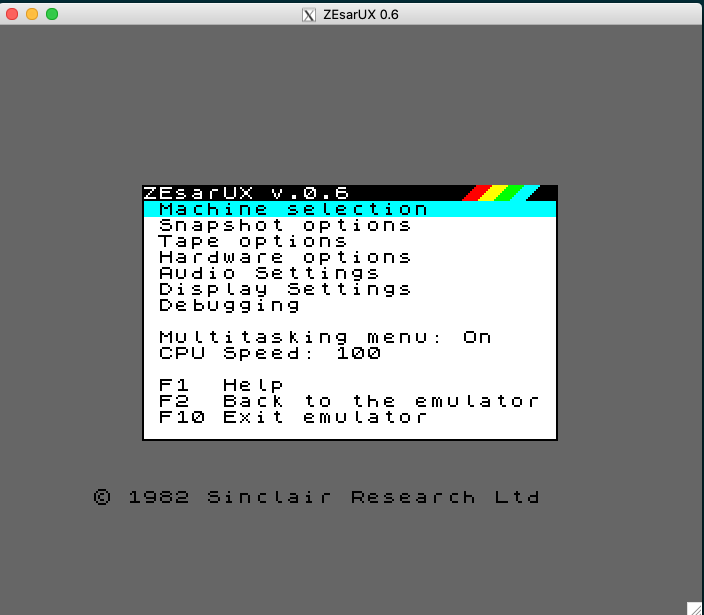 ZEsarUX 0.6
ZEsarUX v.0.6
Machine selection
Snapshot options
Tape options
Hardware options
Audio Settings
Display Settings
Debugging
Multitasking menu: On
CPU Speed: 100
F1 Help
F2 Back to the emulator
F10 Exit emulator
© 1982 Sinclair Research Ltd